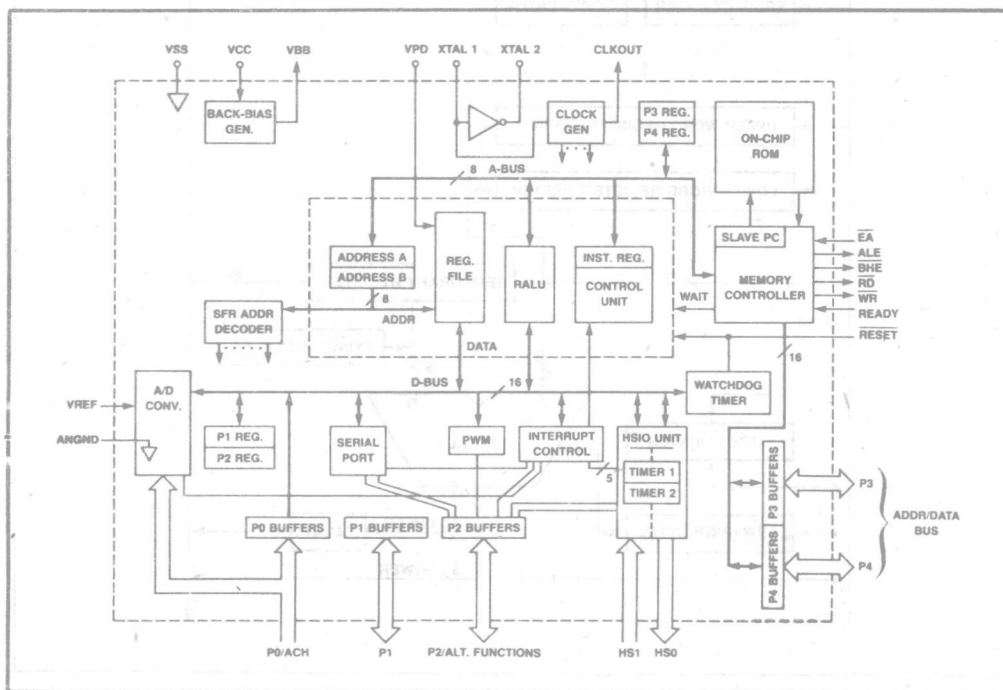 VSS VCC VBB VPD XTAL 1 XTAL 2 CLKOUT
BACK-BIAS
GEN.
CLOCK
GEN
P3 REG.
P4 REG.
ON-CHIP
ROM
8 A-BUS
ADDRESS A
ADDRESS B
8
ADDR
REG.
FILE
RALU
INST. REG.
CONTROL
UNIT
SLAVE PC
MEMORY
CONTROLLER
WAIT
EA
ALE
BHE
RD
WR
READY
RESET
SFR ADDR
DECODER
DATA
16
D-BUS 16
WATCHDOG
TIMER
A/D
CONV.
VREF
ANGND
P1 REG.
P2 REG.
SERIAL
PORT
PWM
INTERRUPT
CONTROL
5
HSIO UNIT
TIMER 1
TIMER 2
P0 BUFFERS
P1 BUFFERS
P2 BUFFERS
P3 BUFFERS
P4 BUFFERS
P3
P4
ADDR/DATA
BUS
P0/ACH P1 P2/ALT. FUNCTIONS HS1 HS0